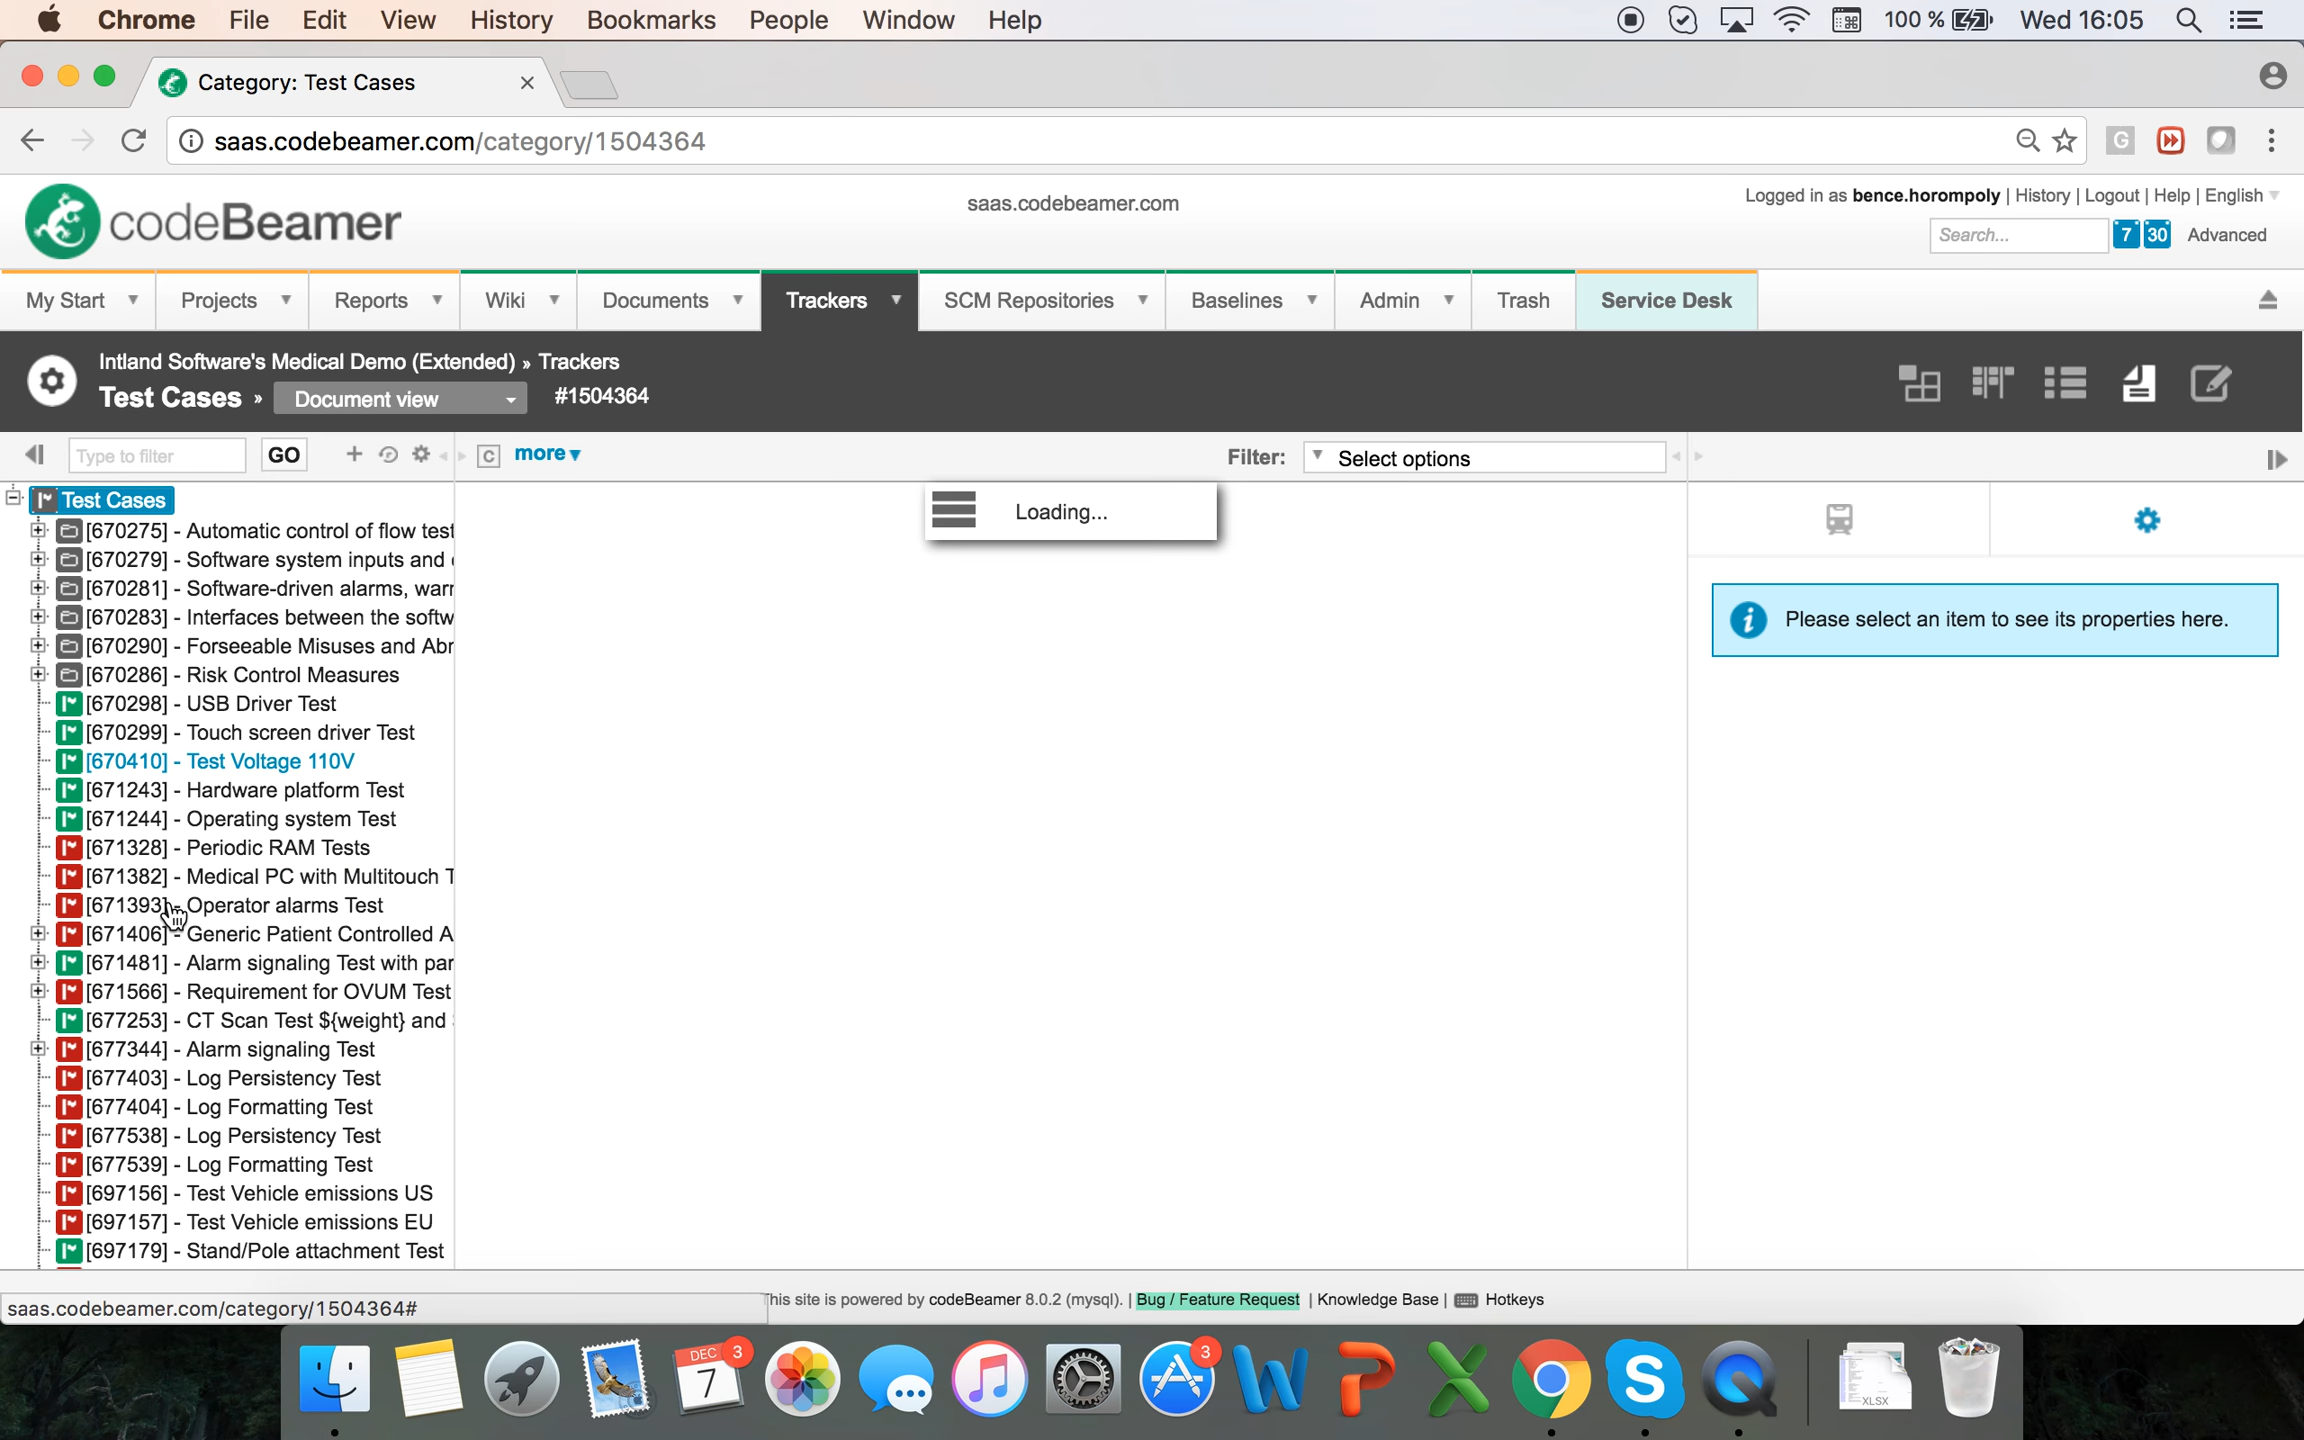 Chrome File Edit View History Bookmarks People Window Help 100 % Wed 16:05
Category: Test Cases
saas.codebeamer.com/category/1504364
codeBeamer
saas.codebeamer.com
Logged in as bence.horompoly | History | Logout | Help | English
Search... 7 30 Advanced
My Start Projects Reports Wiki Documents Trackers SCM Repositories Baselines Admin Trash Service Desk
Intland Software's Medical Demo (Extended) » Trackers
Test Cases » Document view #1504364
Type to filter GO C more Filter: Select options
Test Cases
Loading...
[670275] - Automatic control of flow test
[670279] - Software system inputs and
[670281] - Software-driven alarms, warr
[670283] - Interfaces between the softw
[670290] - Forseeable Misuses and Abr
[670286] - Risk Control Measures
[670298] - USB Driver Test
[670299] - Touch screen driver Test
[670410] - Test Voltage 110V
[671243] - Hardware platform Test
[671244] - Operating system Test
[671328] - Periodic RAM Tests
[671382] - Medical PC with Multitouch T
[671393] - Operator alarms Test
[671406] - Generic Patient Controlled A
[671481] - Alarm signaling Test with par
[671566] - Requirement for OVUM Test
[677253] - CT Scan Test ${weight} and
[677344] - Alarm signaling Test
[677403] - Log Persistency Test
[677404] - Log Formatting Test
[677538] - Log Persistency Test
[677539] - Log Formatting Test
[697156] - Test Vehicle emissions US
[697157] - Test Vehicle emissions EU
[697179] - Stand/Pole attachment Test
Please select an item to see its properties here.
saas.codebeamer.com/category/1504364#
This site is powered by codeBeamer 8.0.2 (mysql). | Bug / Feature Request | Knowledge Base | Hotkeys
DEC 7 3
3
XLSX